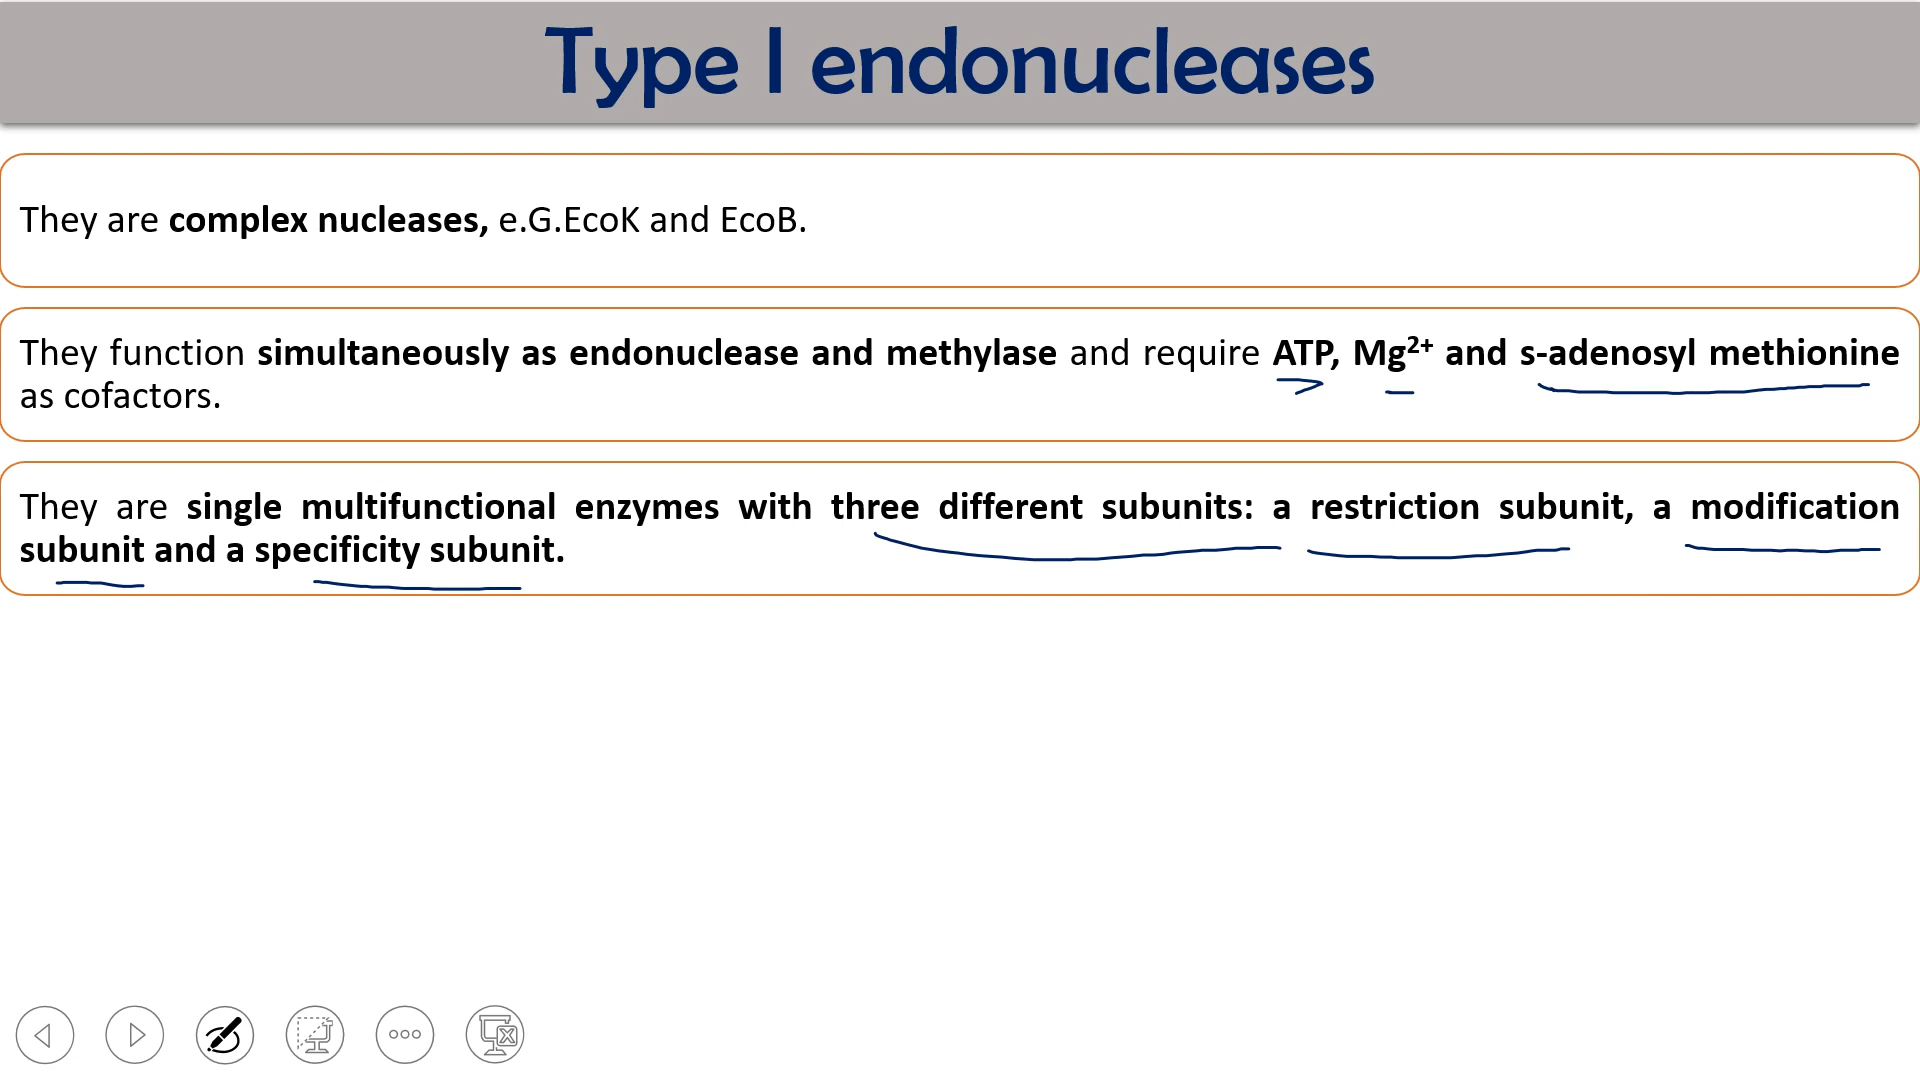 Type I endonucleases
They are complex nucleases, e.G.EcoK and EcoB.
They function simultaneously as endonuclease and methylase and require ATP, Mg²⁺ and s-adenosyl methionine
as cofactors.
They are single multifunctional enzymes with three different subunits: a restriction subunit, a modification
subunit and a specificity subunit.